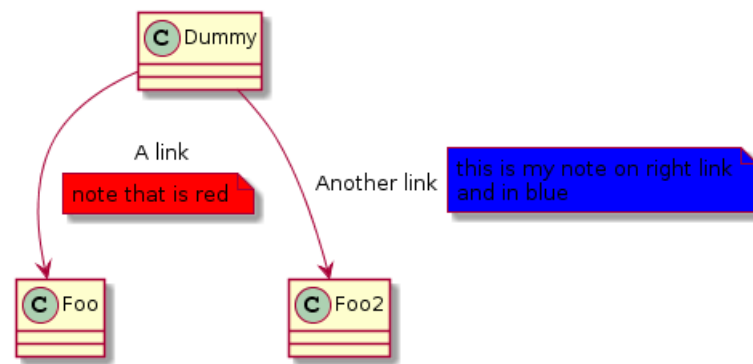 C Dummy
A link
note that is red
Another link
this is my note on right link
and in blue
C Foo
C Foo2